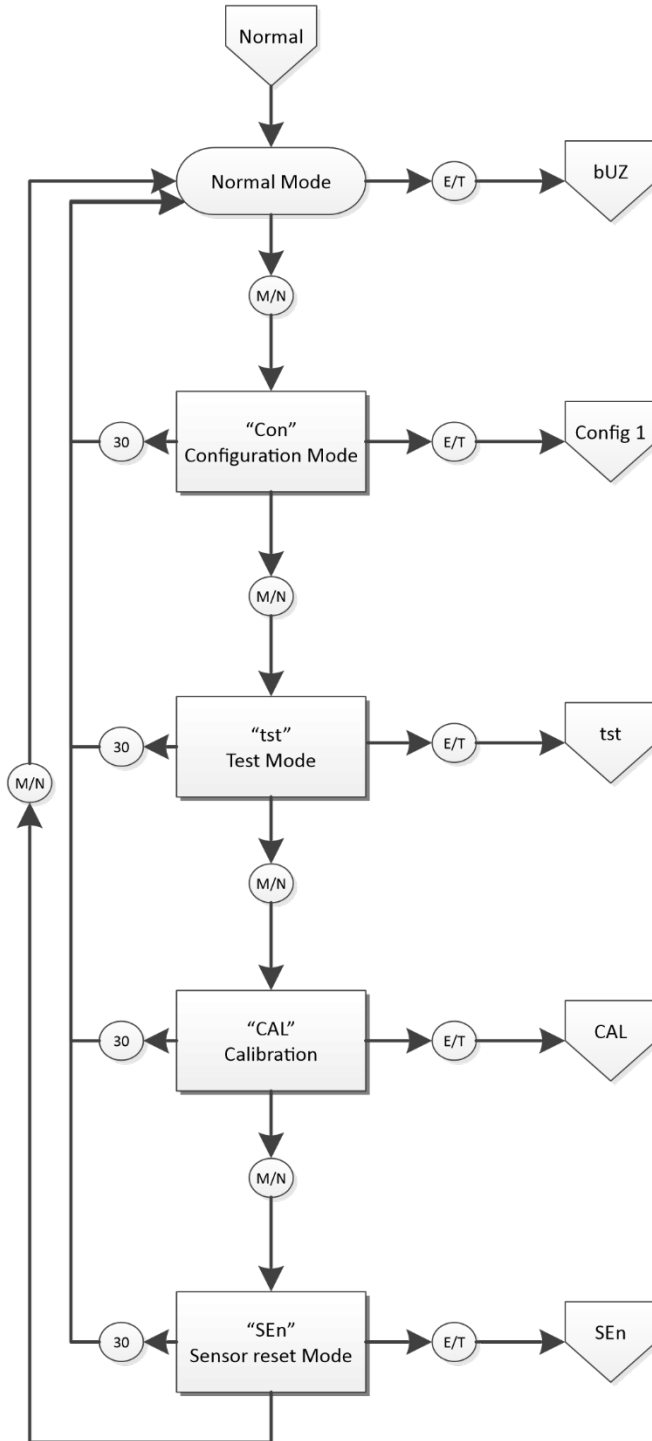 Normal
Normal Mode
E/T
bUZ
M/N
“Con”
Configuration Mode
30
E/T
Config 1
M/N
“tst”
Test Mode
30
E/T
tst
M/N
M/N
“CAL”
Calibration
30
E/T
CAL
M/N
“SEn”
Sensor reset Mode
30
E/T
SEn